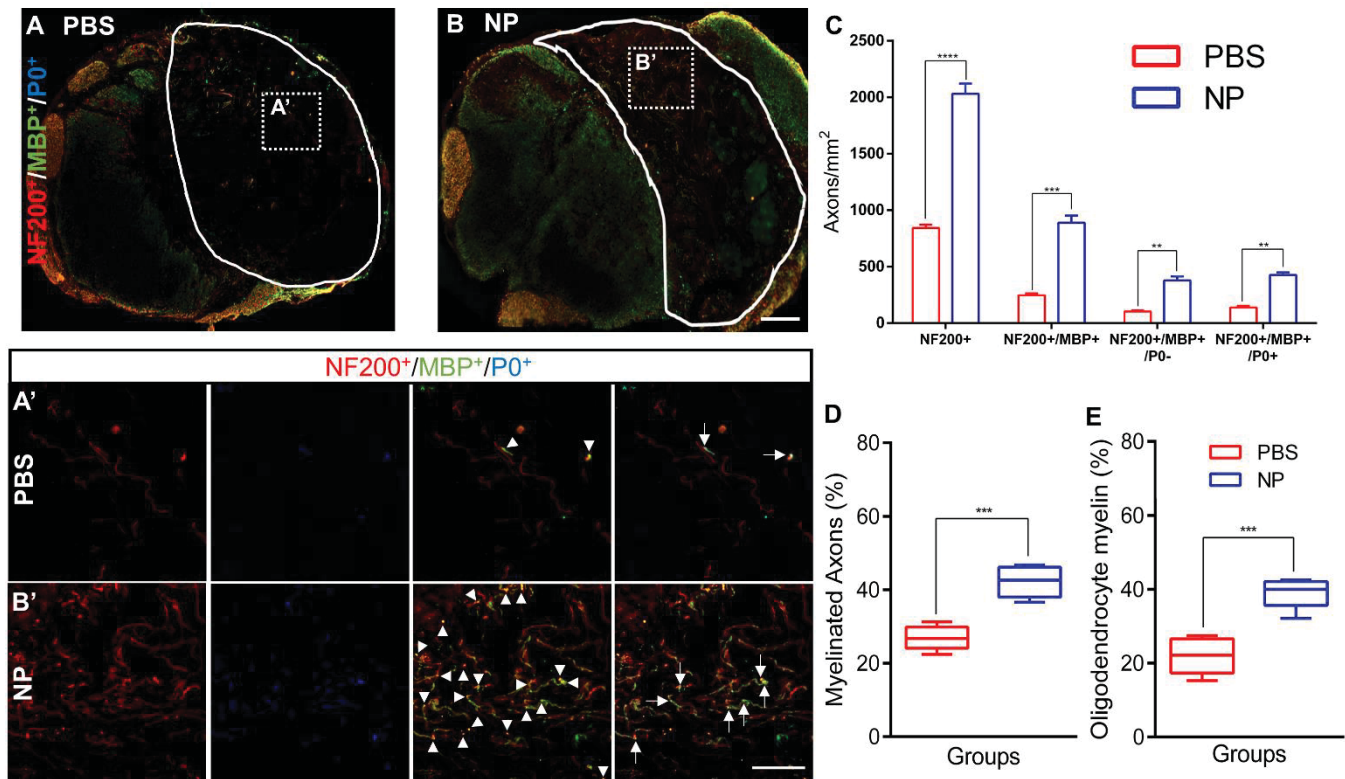 A PBS
A'
NF200⁺/MBP⁺/P0⁺
B NP
B'
C
Axons/mm²
2500
2000
1500
1000
500
0
PBS
NP
****
***
**
**
NF200+
NF200+/MBP+
NF200+/MBP+
/P0-
NF200+/MBP+
/P0+
NF200⁺/MBP⁺/P0⁺
A'
PBS
B'
NP
D
Myelinated Axons (%)
80
60
40
20
0
***
Groups
E
Oligodendrocyte myelin (%)
80
60
40
20
0
PBS
NP
***
Groups